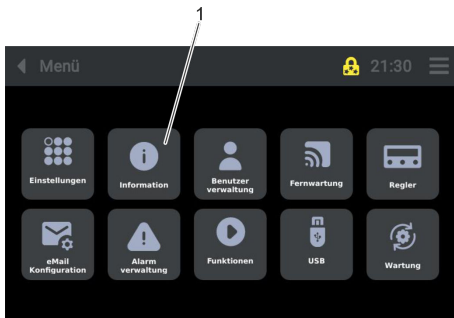 1
Menü
21:30
Einstellungen
Information
Benutzer
verwaltung
Fernwartung
Regler
eMail
Konfiguration
Alarm
verwaltung
Funktionen
USB
Wartung